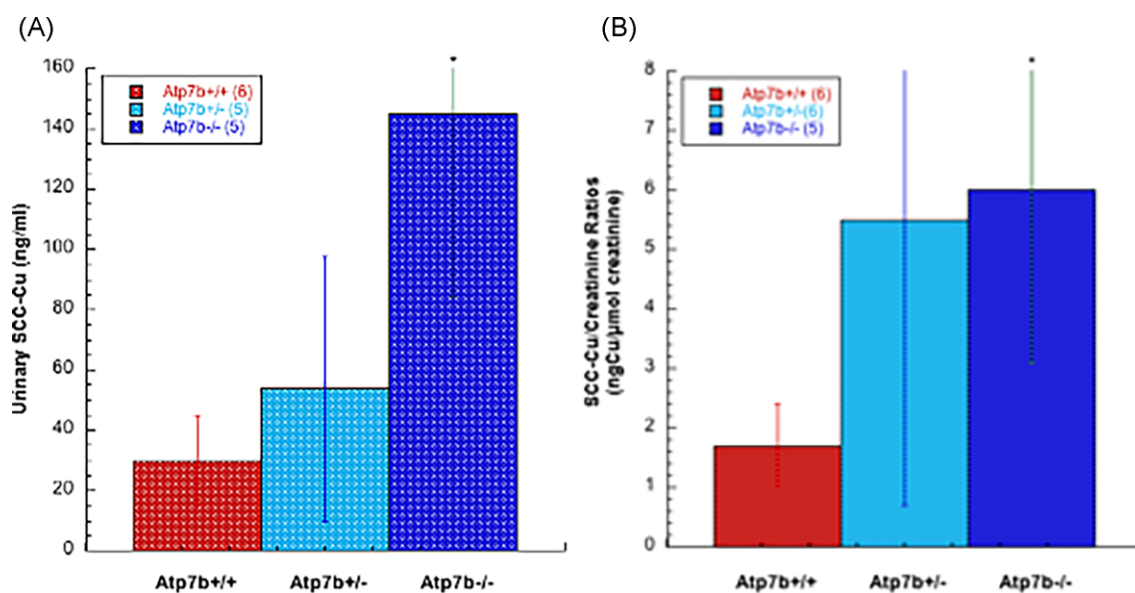 (A)
Urinary SCC-Cu (ng/ml)
160
140
120
100
80
60
40
20
0
Atp7b+/+ (6)
Atp7b+/- (5)
Atp7b-/- (5)
*
Atp7b+/+ Atp7b+/- Atp7b-/-
(B)
SCC-Cu/Creatinine Ratios
(ngCu/µmol creatinine)
8
7
6
5
4
3
2
1
0
Atp7b+/+ (6)
Atp7b+/-(6)
Atp7b-/- (5)
*
Atp7b+/+ Atp7b+/- Atp7b-/-